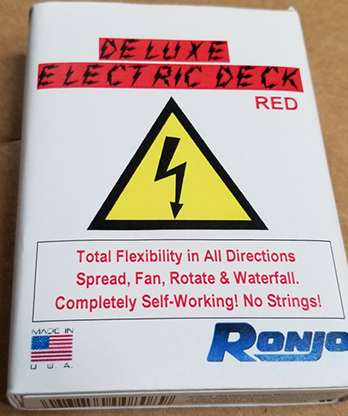 DELUXE
ELECTRIC DECK
RED
Total Flexibility in All Directions
Spread, Fan, Rotate & Waterfall.
Completely Self-Working! No Strings!
MADE IN
U.S.A.
RONJO